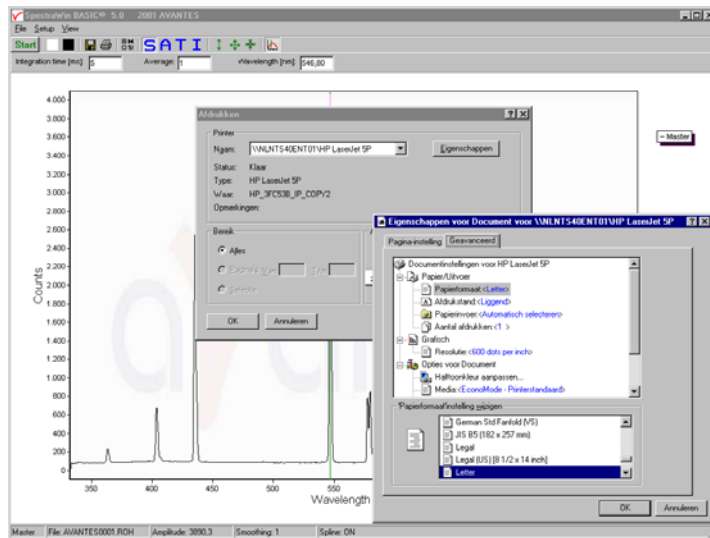 SpectraWin BASIC® 5.0 2001 AVANTES
File Setup View
Start S A T I
Integration time [ms]: 5 Average: 1 Wavelength [nm]: 546,80
4.000
3.800
3.600
3.400
3.200
3.000
2.800
2.600
2.400
2.200
2.000
1.800
1.600
1.400
1.200
1.000
800
600
400
200
0
Counts
350 400 450 500 550
Wavelength
Master
Afdrukken
Printer
Naam: \\NLNTS40ENT01\HP LaserJet 5P Eigenschappen
Status: Klaar
Type: HP LaserJet 5P
Waar: HP_3FC53B_IP_COPY2
Opmerkingen:
Bereik
Alles
Pagina's Van T/m
Selectie
OK Annuleren
Eigenschappen voor Document voor \\NLNTS40ENT01\HP LaserJet 5P
Pagina-instelling Geavanceerd
Documentinstellingen voor HP LaserJet 5P
Papier/Uitvoer
Papierformaat:<Letter>
Afdrukstand:<Liggend>
Papierinvoer:<Automatisch selecteren>
Aantal afdrukken:<1 >
Grafisch
Resolutie:<600 dots per inch>
Opties voor Document
Halftoonkleur aanpassen...
Media:<EconoMode - Printerstandaard>
'Papierformaat'instelling wijzigen
German Std Fanfold (VS)
JIS B5 (182 x 257 mm)
Legal
Legal (US) [8 1/2 x 14 inch]
Letter
OK Annuleren
Master File: AVANTES0001.ROH Amplitude: 3890,3 Smoothing: 1 Spline: ON